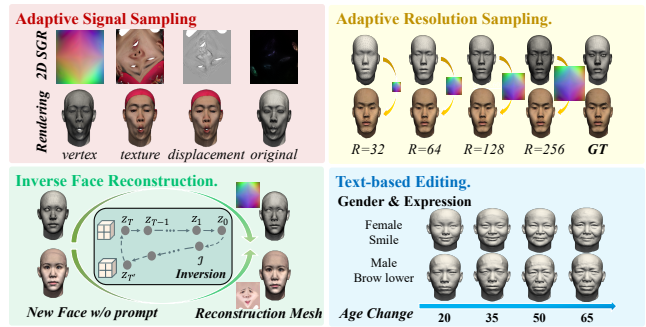 Adaptive Signal Sampling
2D SGR
Rendering
vertex texture displacement original
Adaptive Resolution Sampling.
R=32 R=64 R=128 R=256 GT
Inverse Face Reconstruction.
z_T z_{T-1} z_1 z_0
z_{T'} 𝒥
Inversion
New Face w/o prompt Reconstruction Mesh
Text-based Editing.
Gender & Expression
Female
Smile
Male
Brow lower
Age Change 20 35 50 65